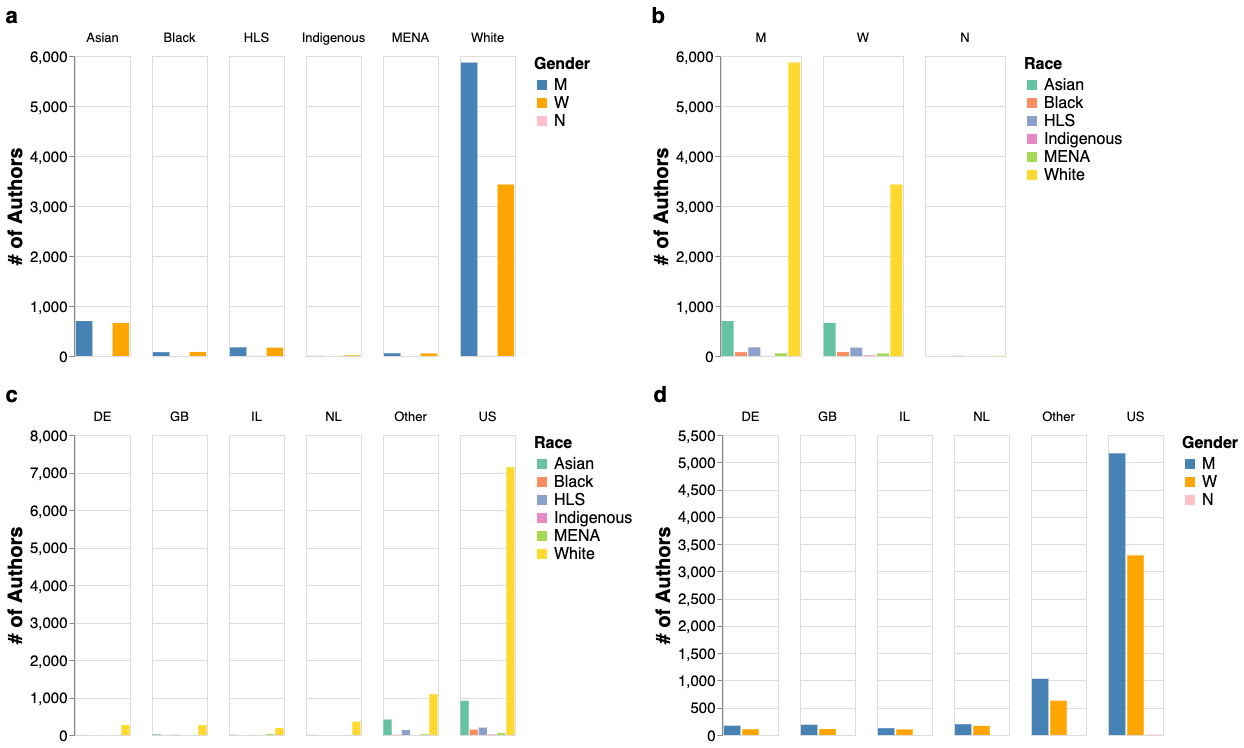 a
Asian Black HLS Indigenous MENA White
# of Authors
6,000
5,000
4,000
3,000
2,000
1,000
0
Gender
M
W
N
b
M W N
# of Authors
6,000
5,000
4,000
3,000
2,000
1,000
0
Race
Asian
Black
HLS
Indigenous
MENA
White
c
DE GB IL NL Other US
# of Authors
8,000
7,000
6,000
5,000
4,000
3,000
2,000
1,000
0
Race
Asian
Black
HLS
Indigenous
MENA
White
d
DE GB IL NL Other US
# of Authors
5,500
5,000
4,500
4,000
3,500
3,000
2,500
2,000
1,500
1,000
500
0
Gender
M
W
N